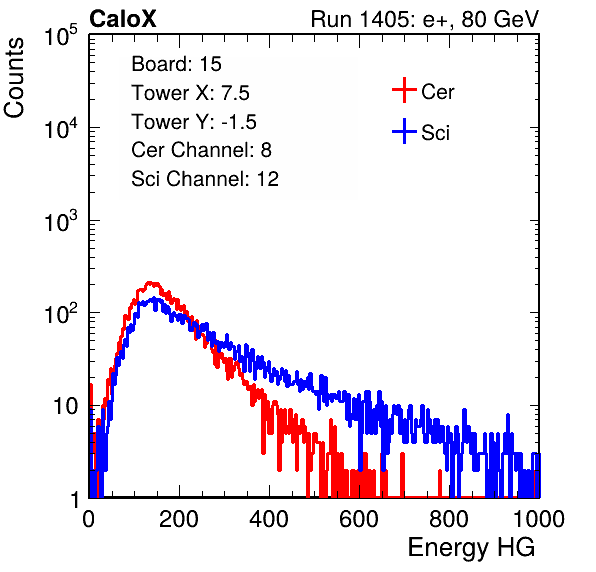 CaloX Run 1405: e+, 80 GeV
Counts
10^5
10^4
10^3
10^2
10
1
Board: 15
Tower X: 7.5
Tower Y: -1.5
Cer Channel: 8
Sci Channel: 12
Cer
Sci
0 200 400 600 800 1000
Energy HG